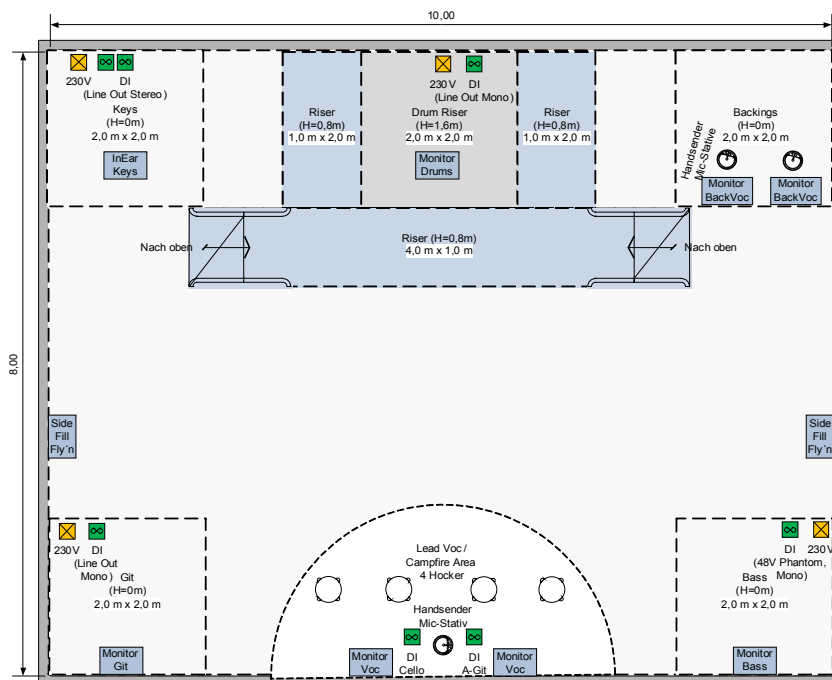 10,00
8,00
230V
DI
(Line Out Stereo)
Keys
(H=0m)
2,0 m x 2,0 m
InEar
Keys
Riser
(H=0,8m)
1,0 m x 2,0 m
230V
DI
(Line Out Mono)
Drum Riser
(H=1,6m)
2,0 m x 2,0 m
Monitor
Drums
Riser
(H=0,8m)
1,0 m x 2,0 m
Backings
(H=0m)
2,0 m x 2,0 m
Handsender
Mic-Stative
Monitor
BackVoc
Monitor
BackVoc
Nach oben
Riser (H=0,8m)
4,0 m x 1,0 m
Nach oben
Side
Fill
Fly´n
Side
Fill
Fly´n
230V
DI
(Line Out
Mono)
Git
(H=0m)
2,0 m x 2,0 m
Monitor
Git
Lead Voc /
Campfire Area
4 Hocker
Handsender
Mic-Stativ
Monitor
Voc
DI
Cello
DI
A-Git
Monitor
Voc
DI
230V
(48V Phantom,
Mono)
Bass
(H=0m)
2,0 m x 2,0 m
Monitor
Bass